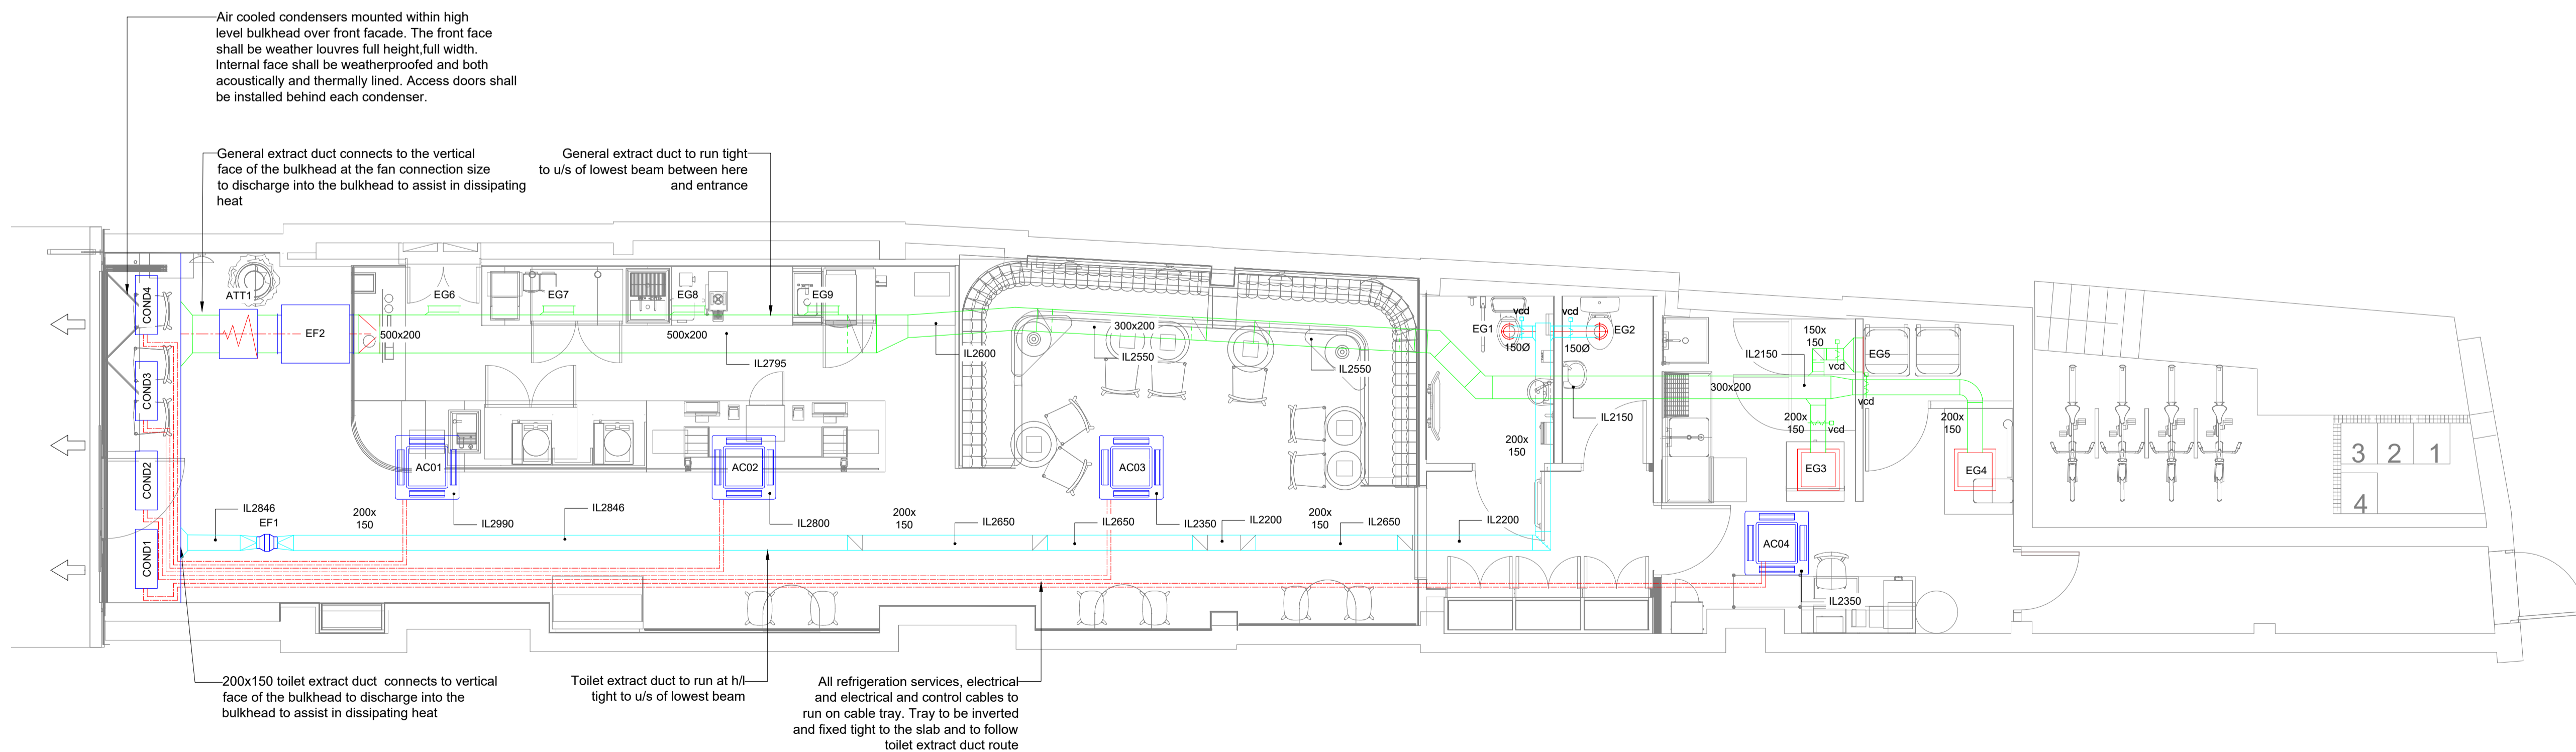 Air cooled condensers mounted within high
level bulkhead over front facade. The front face
shall be weather louvres full height,full width.
Internal face shall be weatherproofed and both
acoustically and thermally lined. Access doors shall
be installed behind each condenser.
General extract duct connects to the vertical
face of the bulkhead at the fan connection size
to discharge into the bulkhead to assist in dissipating
heat
General extract duct to run tight
to u/s of lowest beam between here
and entrance
COND4
COND3
COND2
COND1
ATT1
EF2
500x200
EG6
EG7
EG8
EG9
500x200
IL2795
IL2600
300x200
IL2550
IL2550
EG1
vcd
vcd
EG2
150Ø
150Ø
IL2150
150x
150
IL2150
EG5
vcd
300x200
vcd
200x
150
vcd
200x
150
EG3
EG4
200x
150
AC01
AC02
AC03
AC04
IL2846
EF1
200x
150
IL2990
IL2846
IL2800
200x
150
IL2650
IL2650
IL2350
IL2200
200x
150
IL2650
IL2200
IL2350
3 2 1
4
200x150 toilet extract duct connects to vertical
face of the bulkhead to discharge into the
bulkhead to assist in dissipating heat
Toilet extract duct to run at h/l
tight to u/s of lowest beam
All refrigeration services, electrical
and electrical and control cables to
run on cable tray. Tray to be inverted
and fixed tight to the slab and to follow
toilet extract duct route